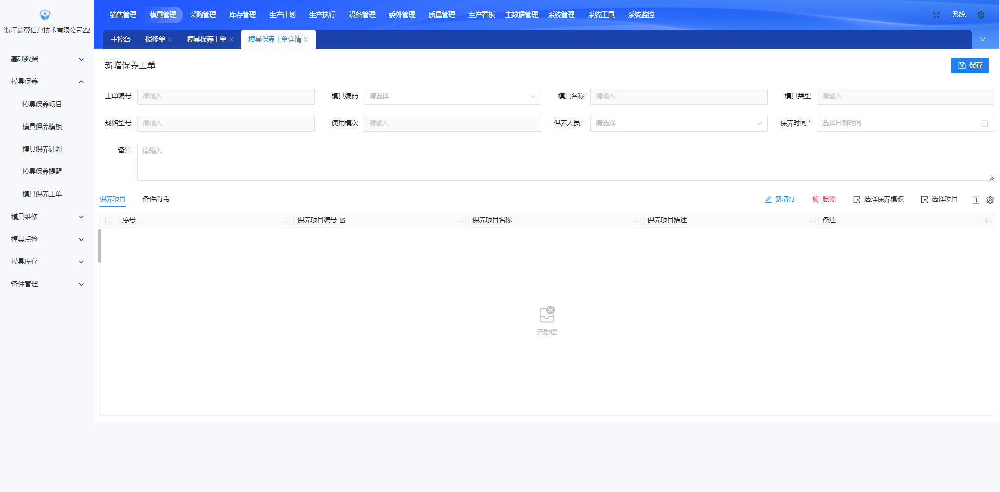 浙江瑞翼信息技术有限公司22
销售管理 模具管理 采购管理 库存管理 生产计划 生产执行 设备管理 委外管理 质量管理 生产看板 主数据管理 系统管理 系统工具 系统监控 系统
主控台 报修单 模具保养工单 模具保养工单详情
基础数据
模具保养
模具保养项目
模具保养模板
模具保养计划
模具保养提醒
模具保养工单
模具维修
模具点检
模具库存
备件管理
新增保养工单 保存
工单编号 请输入 模具编码 请选择 模具名称 请输入 模具类型 请输入
规格型号 请输入 使用模次 请输入 保养人员* 请选择 保养时间* 选择日期时间
备注 请输入
保养项目 备件消耗 新增行 删除 选择保养模板 选择项目
序号 保养项目编号 保养项目名称 保养项目描述 备注
无数据